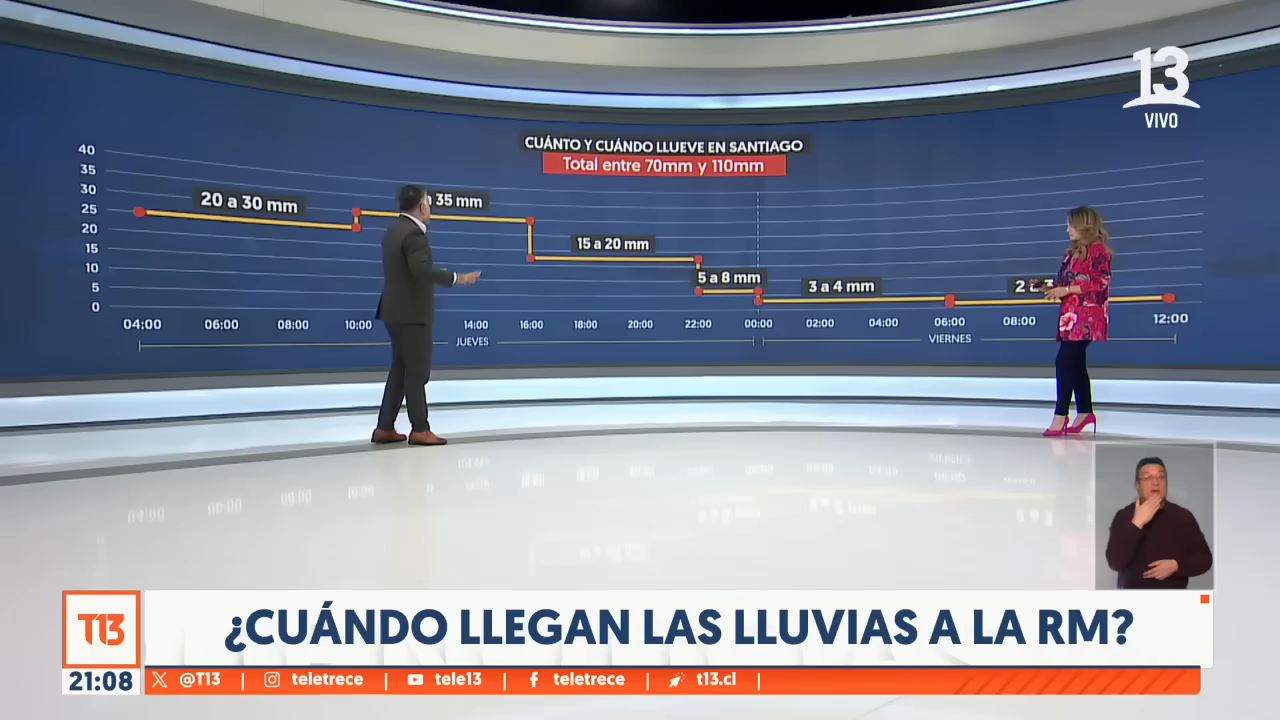 13
VIVO
CUÁNTO Y CUÁNDO LLUEVE EN SANTIAGO
Total entre 70mm y 110mm
40
35
30
25
20
15
10
5
0
20 a 30 mm
35 mm
15 a 20 mm
5 a 8 mm
3 a 4 mm
2
04:00
06:00
08:00
10:00
14:00
16:00
18:00
20:00
22:00
00:00
02:00
04:00
06:00
08:00
12:00
JUEVES
VIERNES
T13
¿CUÁNDO LLEGAN LAS LLUVIAS A LA RM?
21:08
@T13 | teletrece | tele13 | teletrece | t13.cl |